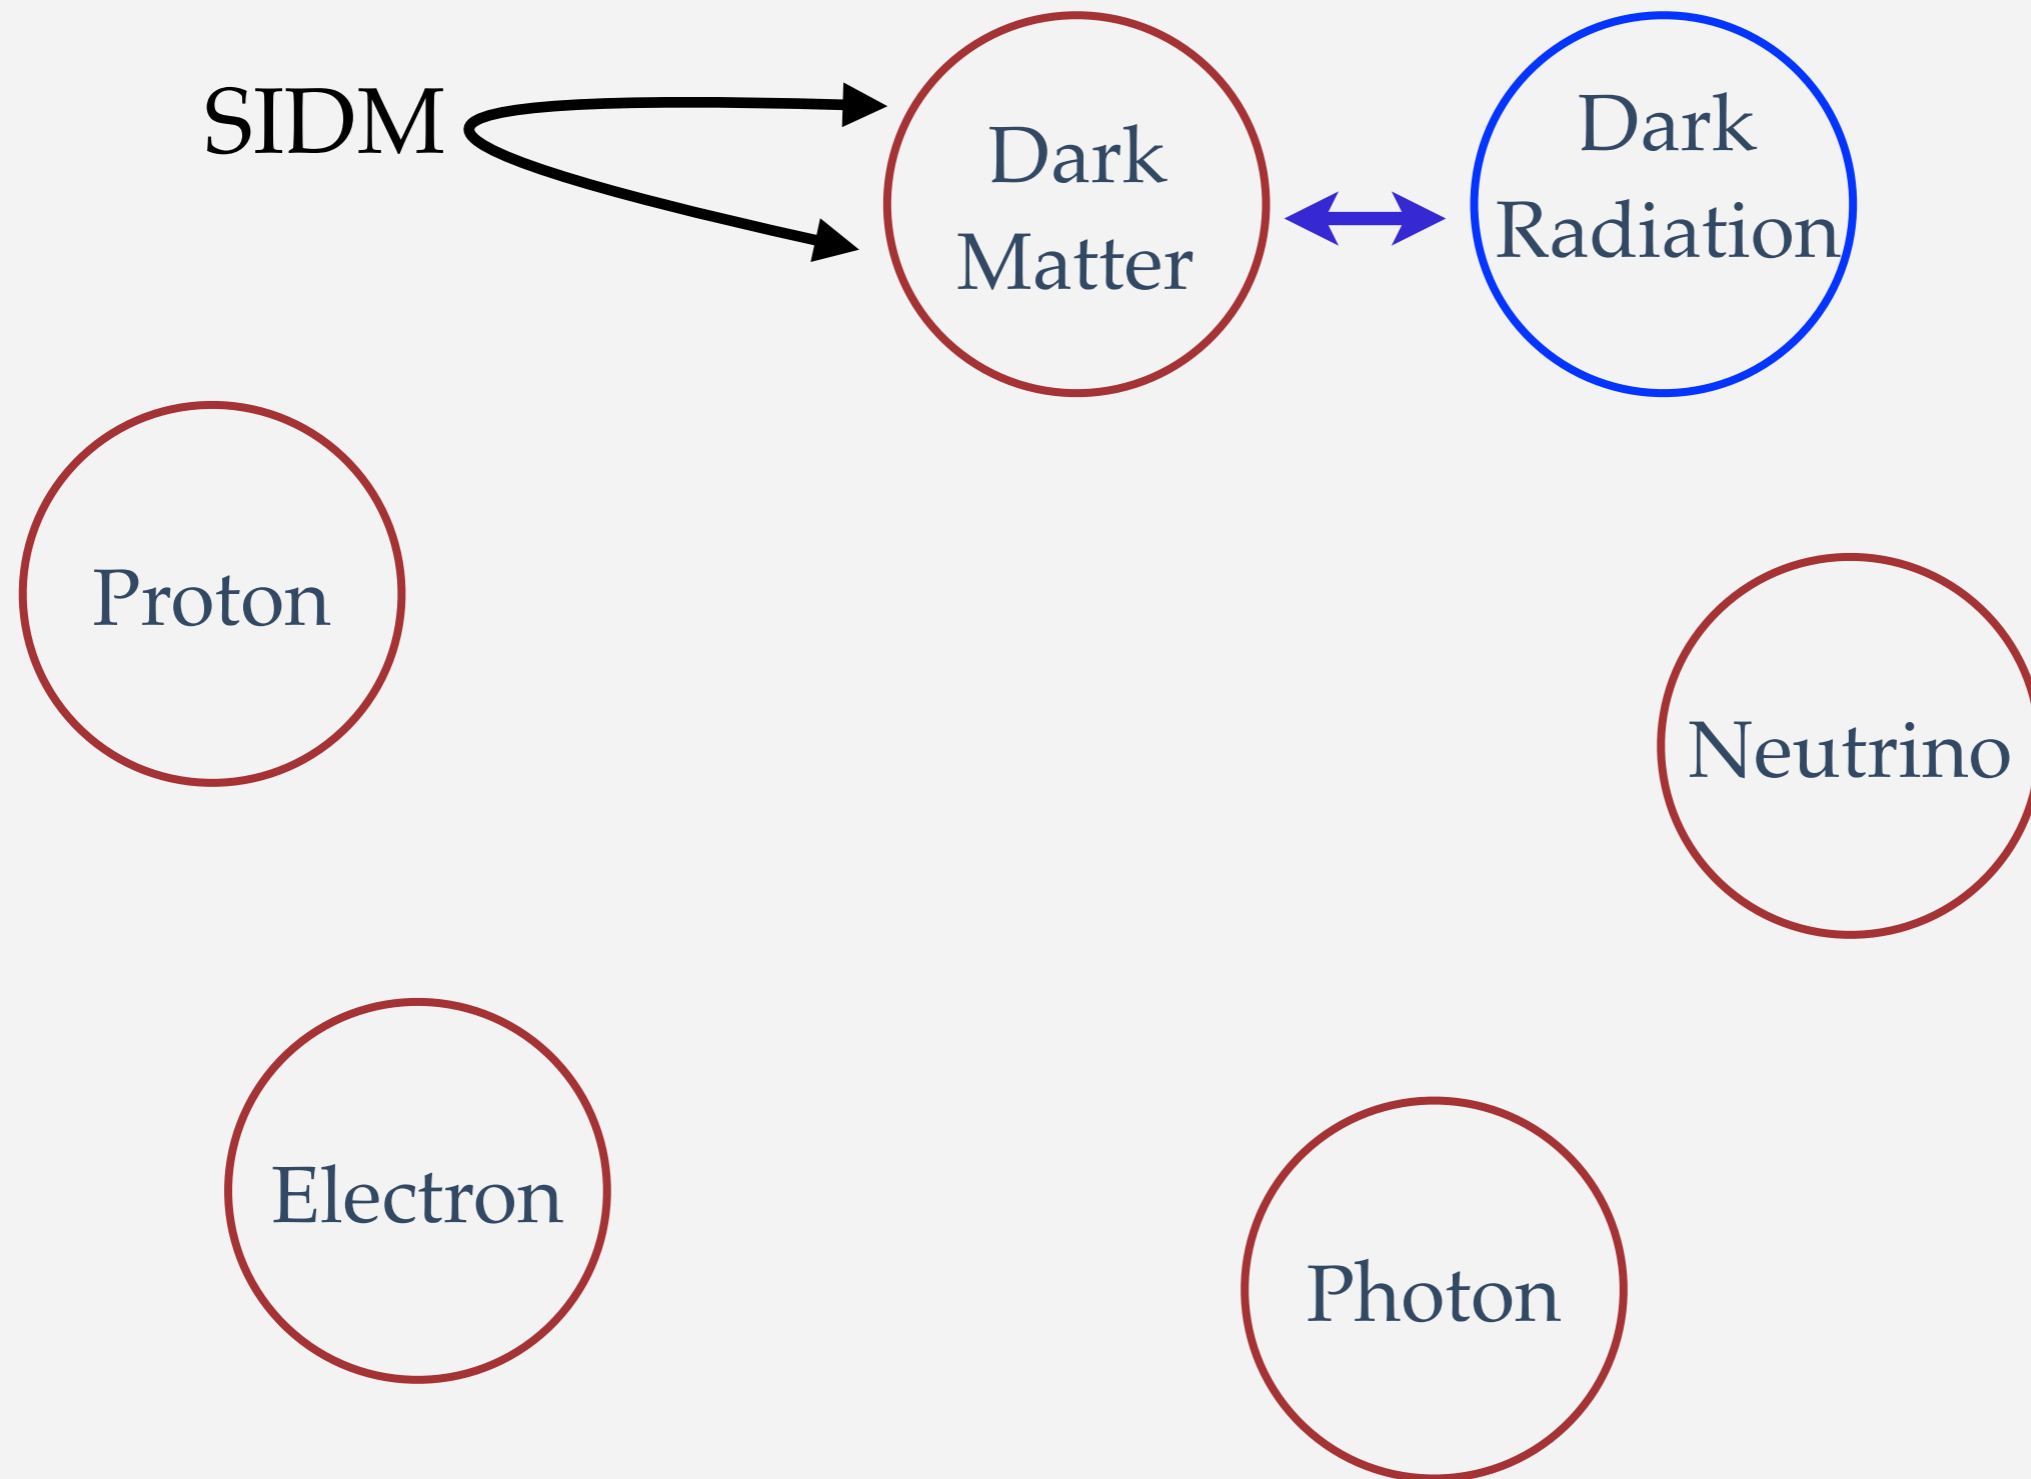 SIDM
Dark
Matter
Dark
Radiation
Proton
Neutrino
Electron
Photon